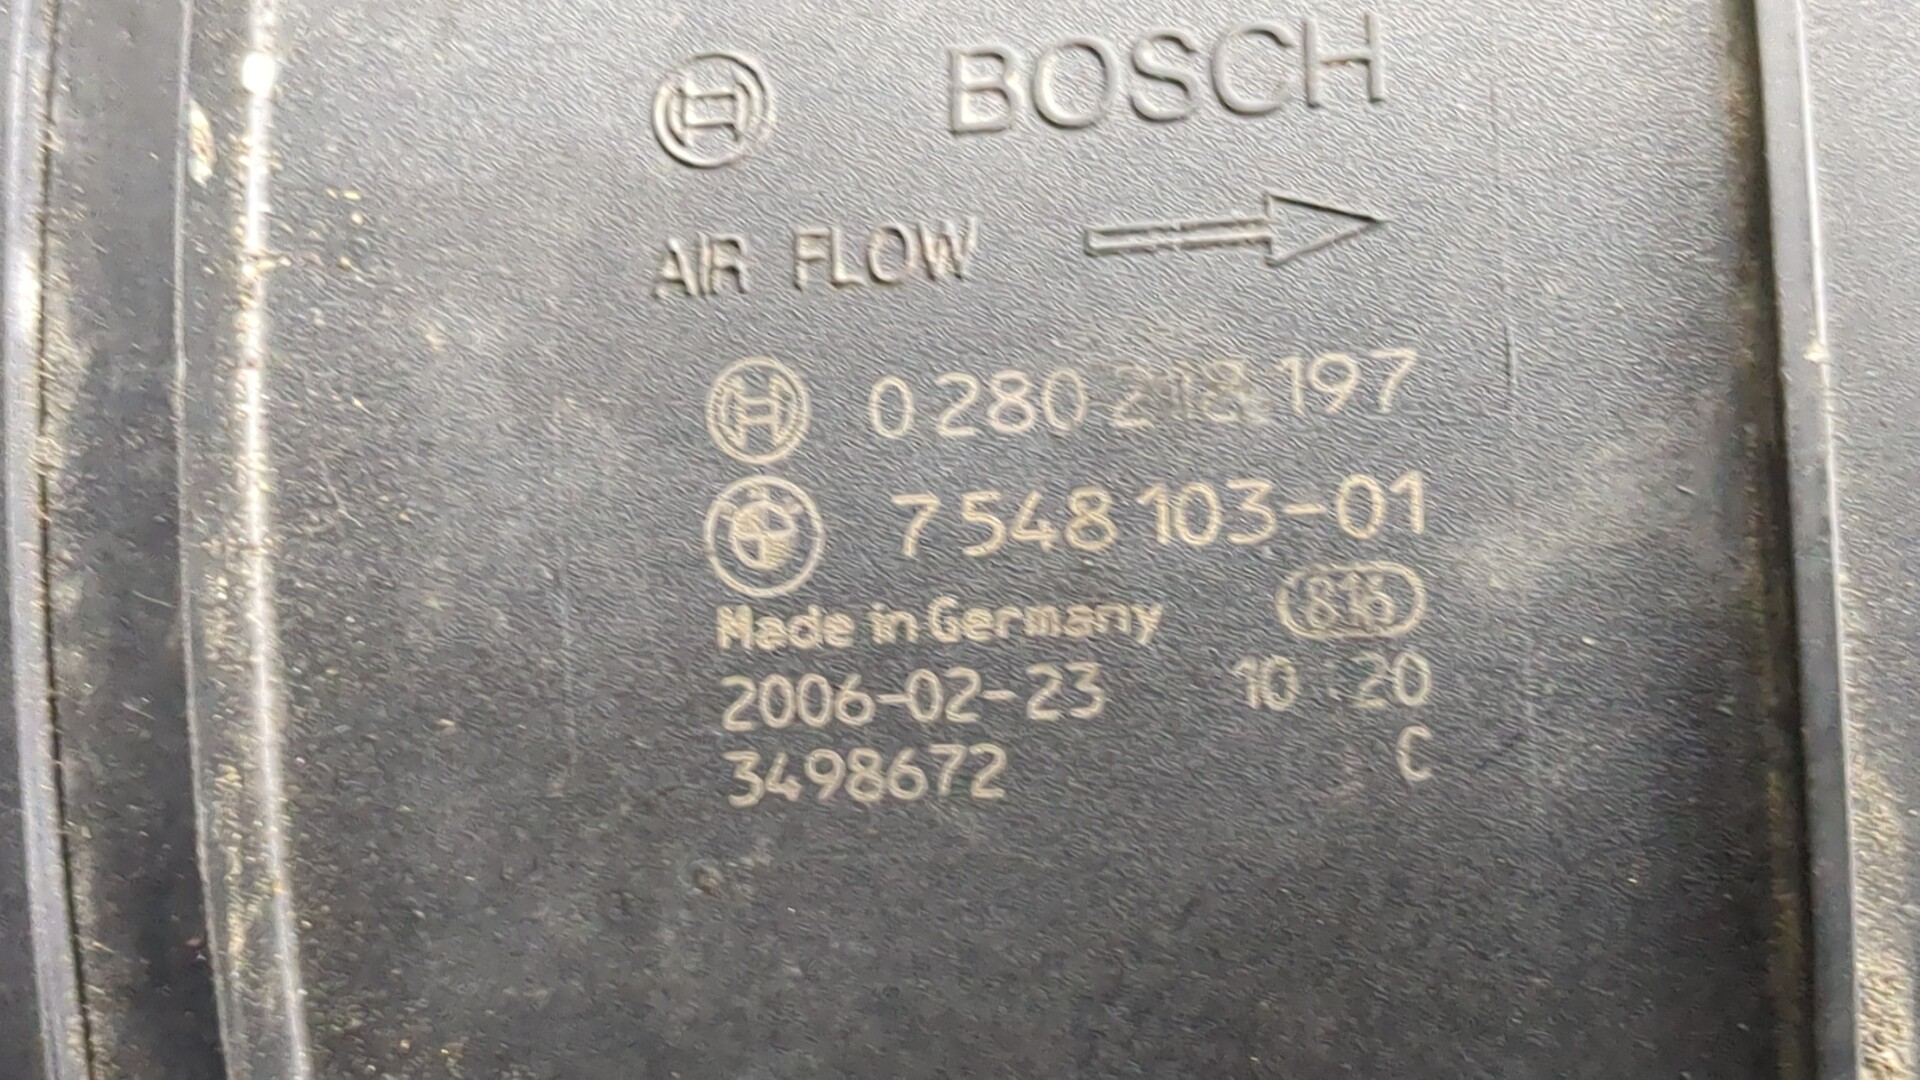 BOSCH
AIR FLOW
0 280 218 197
7 548 103-01
Made in Germany 816
2006-02-23 10:20
3498672 C